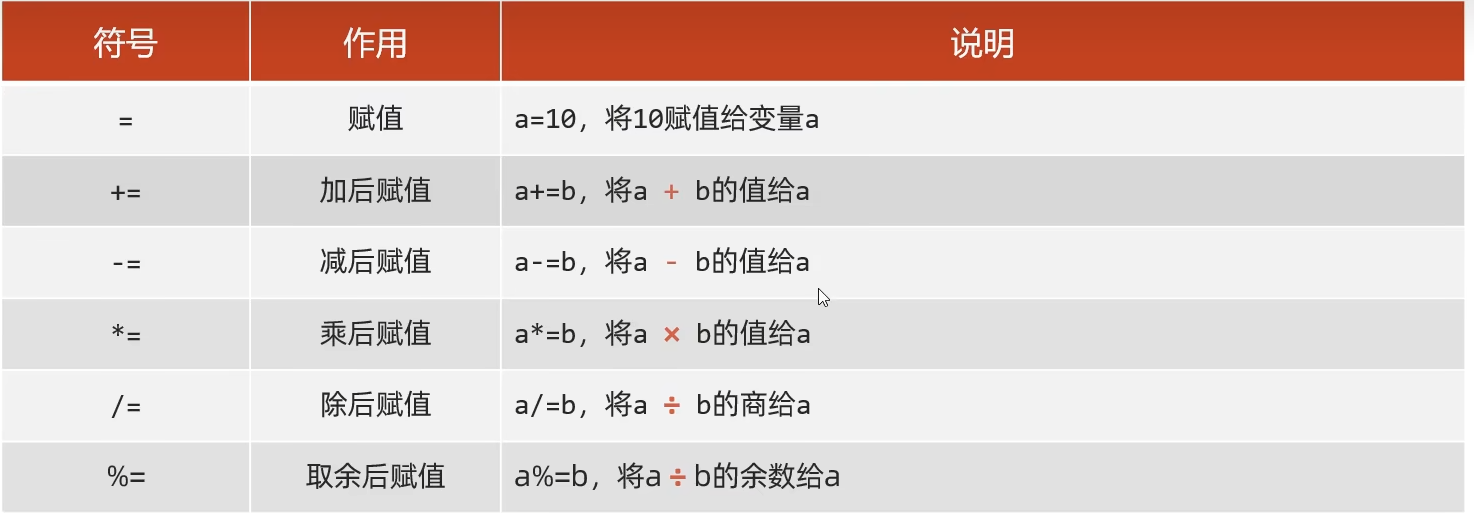 符号 作用 说明
= 赋值 a=10，将10赋值给变量a
+= 加后赋值 a+=b，将a + b的值给a
-= 减后赋值 a-=b，将a - b的值给a
*= 乘后赋值 a*=b，将a × b的值给a
/= 除后赋值 a/=b，将a ÷ b的商给a
%= 取余后赋值 a%=b，将a÷b的余数给a